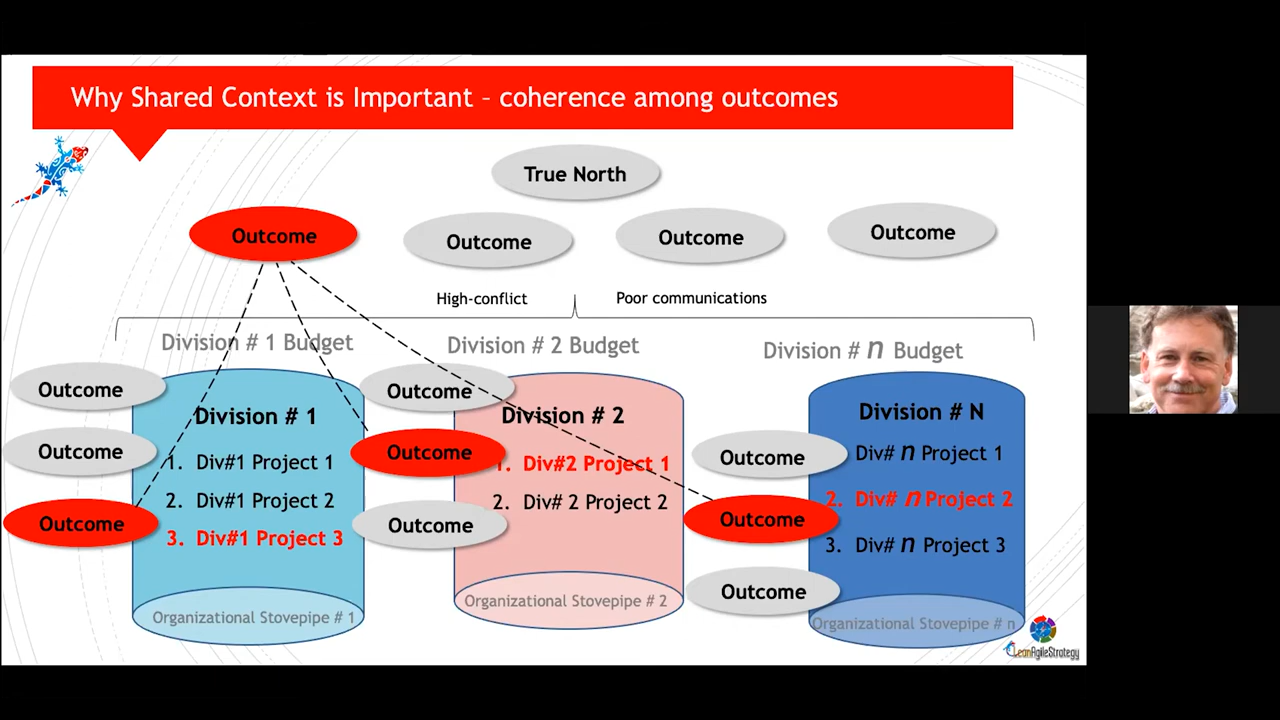 Why Shared Context is Important – coherence among outcomes
True North
Outcome
Outcome
Outcome
Outcome
High-conflict
Poor communications
Division # 1 Budget
Division # 2 Budget
Division # n Budget
Outcome
Outcome
Outcome
Division # 1
1. Div#1 Project 1
2. Div#1 Project 2
3. Div#1 Project 3
Organizational Stovepipe # 1
Outcome
Outcome
Outcome
Division # 2
1. Div#2 Project 1
2. Div# 2 Project 2
Organizational Stovepipe # 2
Outcome
Outcome
Outcome
Division # N
Div# n Project 1
2. Div# n Project 2
3. Div# n Project 3
Organizational Stovepipe # n
LeanAgileStrategy